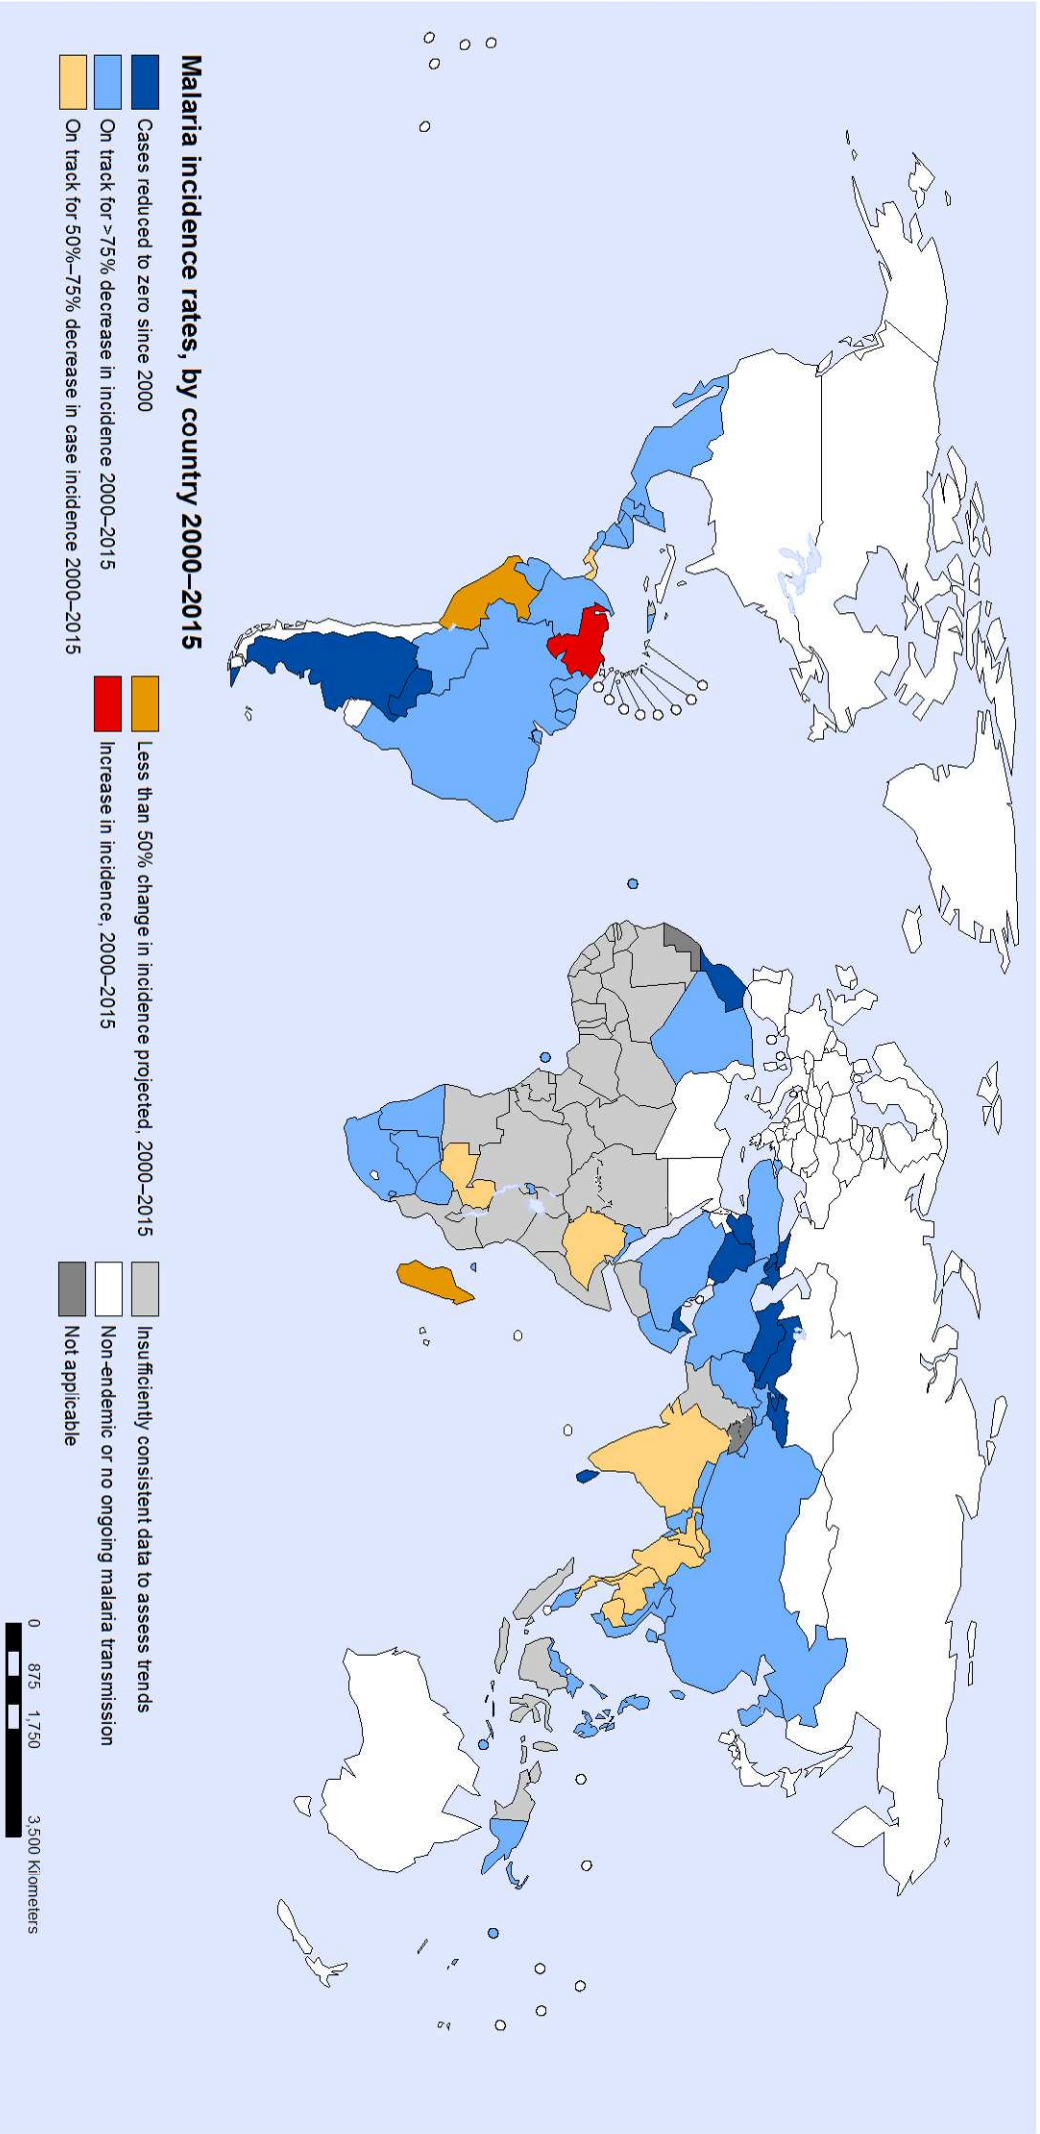 Malaria incidence rates, by country 2000–2015
Cases reduced to zero since 2000
On track for >75% decrease in incidence 2000–2015
On track for 50%–75% decrease in case incidence 2000–2015
Less than 50% change in incidence projected, 2000–2015
Increase in incidence, 2000–2015
Insufficiently consistent data to assess trends
Non-endemic or no ongoing malaria transmission
Not applicable
0 875 1,750 3,500 Kilometers